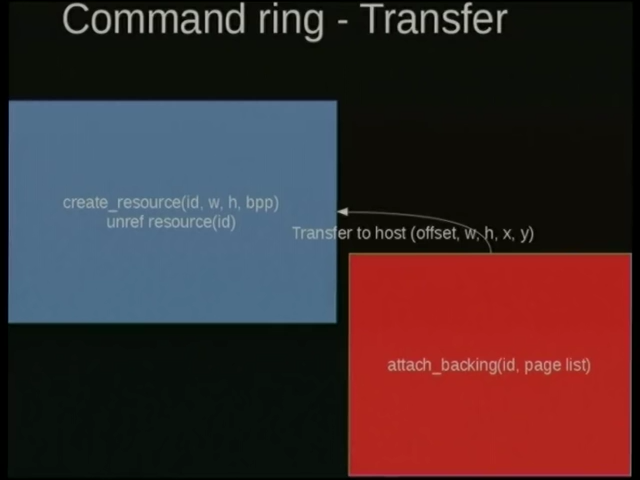 Command ring - Transfer
create_resource(id, w, h, bpp)
unref resource(id)
Transfer to host (offset, w, h, x, y)
attach_backing(id, page list)